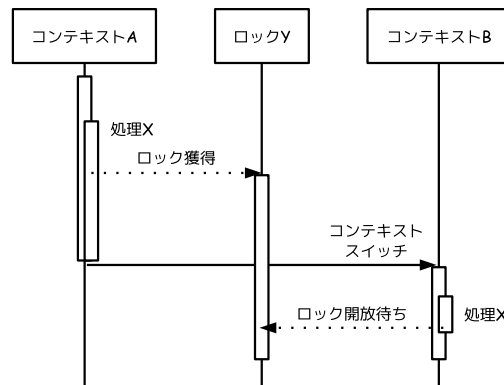 コンテキストA
ロックY
コンテキストB
処理X
ロック獲得
コンテキスト
スイッチ
ロック開放待ち
処理X